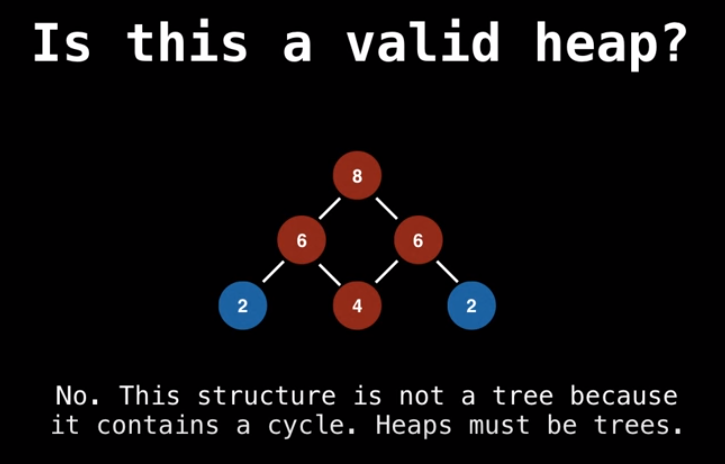 Is this a valid heap?
8
6 6
2 4 2
No. This structure is not a tree because
it contains a cycle. Heaps must be trees.